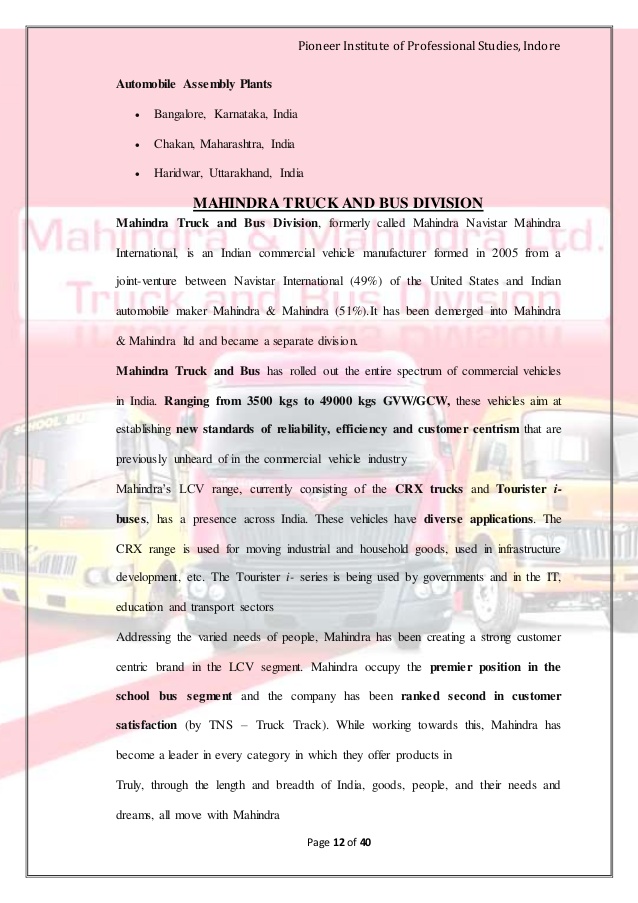 Pioneer Institute of Professional Studies, Indore
Automobile Assembly Plants
• Bangalore, Karnataka, India
• Chakan, Maharashtra, India
• Haridwar, Uttarakhand, India
MAHINDRA TRUCK AND BUS DIVISION
Mahindra Truck and Bus Division, formerly called Mahindra Navistar Mahindra
International, is an Indian commercial vehicle manufacturer formed in 2005 from a
joint-venture between Navistar International (49%) of the United States and Indian
automobile maker Mahindra & Mahindra (51%).It has been demerged into Mahindra
& Mahindra ltd and became a separate division.
Mahindra Truck and Bus has rolled out the entire spectrum of commercial vehicles
in India. Ranging from 3500 kgs to 49000 kgs GVW/GCW, these vehicles aim at
establishing new standards of reliability, efficiency and customer centrism that are
previously unheard of in the commercial vehicle industry
Mahindra's LCV range, currently consisting of the CRX trucks and Tourister i-
buses, has a presence across India. These vehicles have diverse applications. The
CRX range is used for moving industrial and household goods, used in infrastructure
development, etc. The Tourister i- series is being used by governments and in the IT,
education and transport sectors
Addressing the varied needs of people, Mahindra has been creating a strong customer
centric brand in the LCV segment. Mahindra occupy the premier position in the
school bus segment and the company has been ranked second in customer
satisfaction (by TNS – Truck Track). While working towards this, Mahindra has
become a leader in every category in which they offer products in
Truly, through the length and breadth of India, goods, people, and their needs and
dreams, all move with Mahindra
Page 12 of 40
Mahindra & Mahindra Ltd.
Truck and Bus Division
SCHOOL BUS